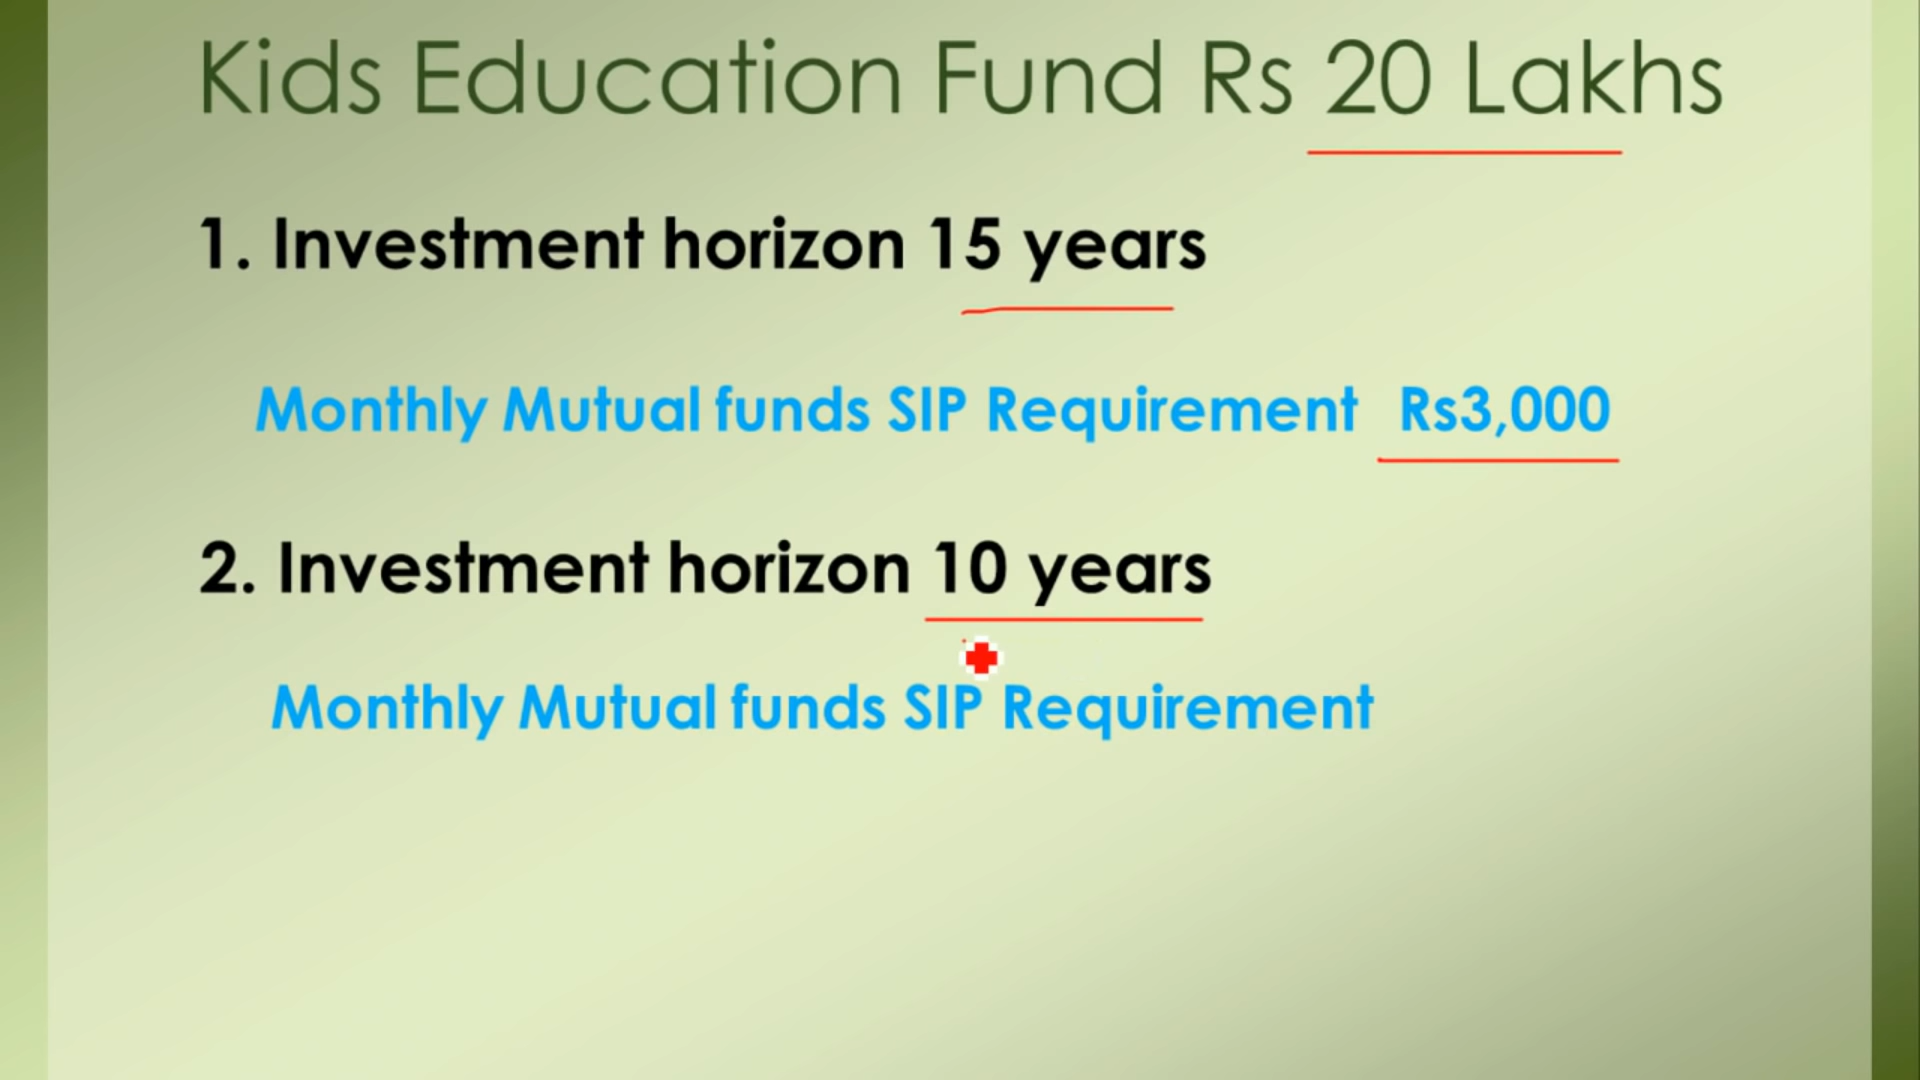 Kids Education Fund Rs 20 Lakhs
1. Investment horizon 15 years
Monthly Mutual funds SIP Requirement Rs3,000
2. Investment horizon 10 years
Monthly Mutual funds SIP Requirement